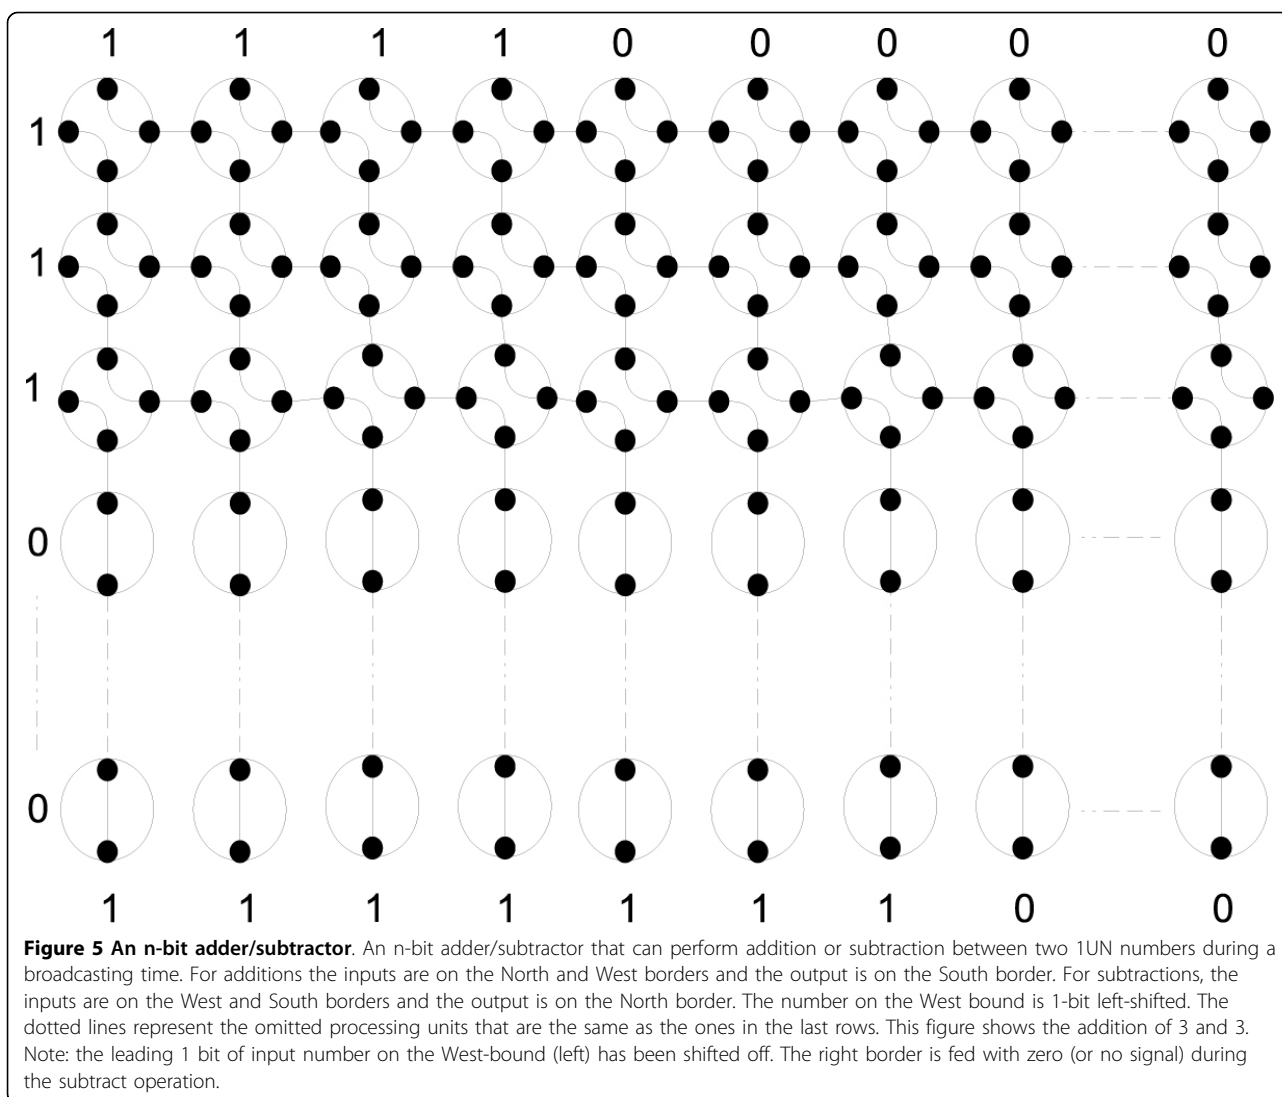 1 1 1 1 0 0 0 0 0
1
1
1
0
0
1 1 1 1 1 1 1 0 0
Figure 5 An n-bit adder/subtractor. An n-bit adder/subtractor that can perform addition or subtraction between two 1UN numbers during a
broadcasting time. For additions the inputs are on the North and West borders and the output is on the South border. For subtractions, the
inputs are on the West and South borders and the output is on the North border. The number on the West bound is 1-bit left-shifted. The
dotted lines represent the omitted processing units that are the same as the ones in the last rows. This figure shows the addition of 3 and 3.
Note: the leading 1 bit of input number on the West-bound (left) has been shifted off. The right border is fed with zero (or no signal) during
the subtract operation.